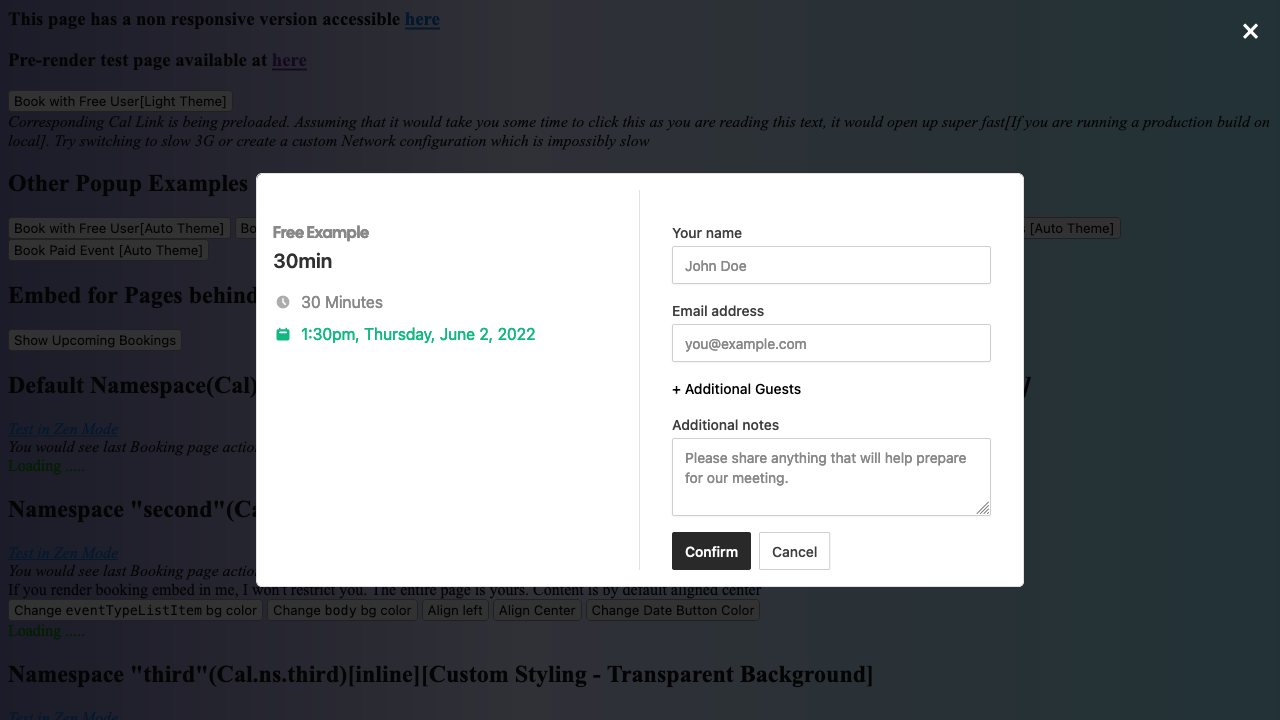 This page has a non responsive version accessible here
×
Pre-render test page available at here
Book with Free User[Light Theme]
Corresponding Cal Link is being preloaded. Assuming that it would take you some time to click this as you are reading this text, it would open up super fast[If you are running a production build on
local]. Try switching to slow 3G or create a custom Network configuration which is impossibly slow
Other Popup Examples
Book with Free User[Auto Theme]
[Auto Theme]
Book Paid Event [Auto Theme]
Embed for Pages behind
Show Upcoming Bookings
Default Namespace(Cal)
Test in Zen Mode
You would see last Booking page
Loading .....
Namespace "second"
Test in Zen Mode
You would see last Booking page
If you render booking embed in me, I won't restrict you. The entire page is yours. Content is by default aligned center
Change eventTypeListItem bg color Change body bg color Align left Align Center Change Date Button Color
Loading .....
Namespace "third"(Cal.ns.third)[inline][Custom Styling - Transparent Background]
Test in Zen Mode
Free Example
30min
30 Minutes
1:30pm, Thursday, June 2, 2022
Your name
John Doe
Email address
you@example.com
+ Additional Guests
Additional notes
Please share anything that will help prepare
for our meeting.
Confirm Cancel